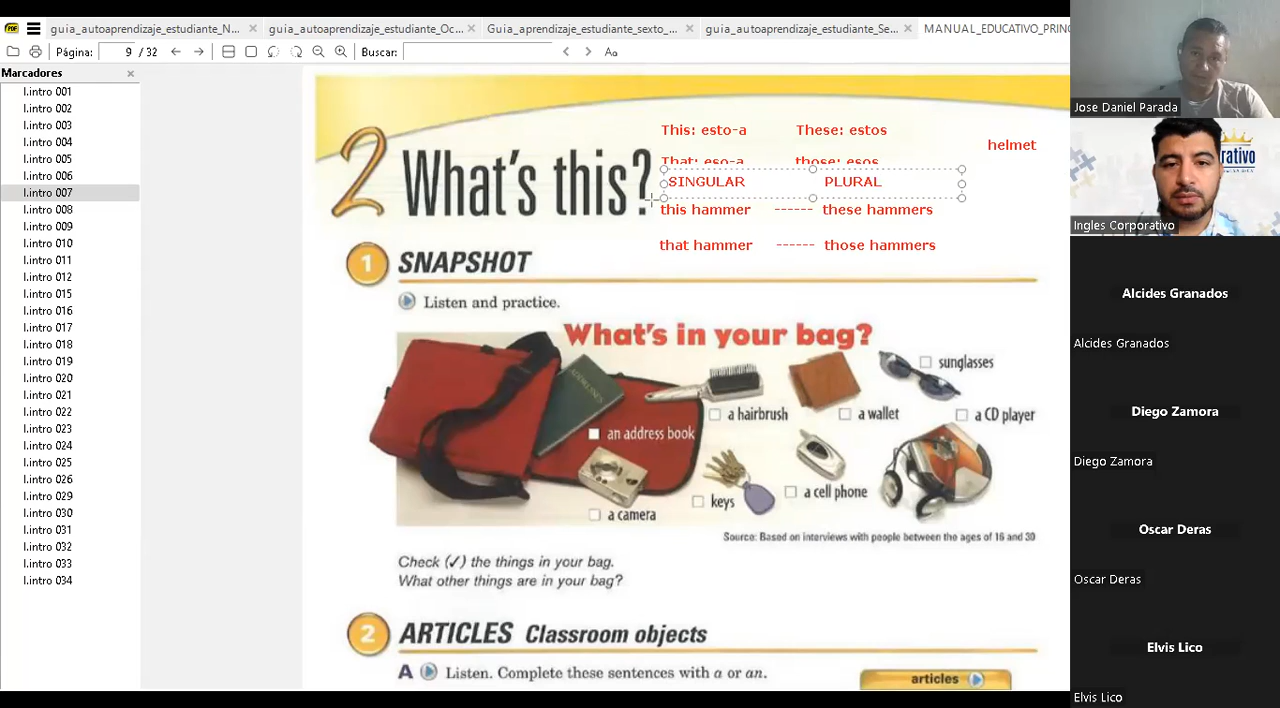 guia_autoaprendizaje_estudiante_N... × guia_autoaprendizaje_estudiante_Oc... × Guia_aprendizaje_estudiante_sexto_... × guia_autoaprendizaje_estudiante_Se... × MANUAL_EDUCATIVO_PRIN
Página: 9 / 32 Buscar: Aa
Marcadores ×
I.intro 001
I.intro 002
I.intro 003
I.intro 004
I.intro 005
I.intro 006
I.intro 007
I.intro 008
I.intro 009
I.intro 010
I.intro 011
I.intro 012
I.intro 015
I.intro 016
I.intro 017
I.intro 018
I.intro 019
I.intro 020
I.intro 021
I.intro 022
I.intro 023
I.intro 024
I.intro 025
I.intro 026
I.intro 029
I.intro 030
I.intro 031
I.intro 032
I.intro 033
I.intro 034
This: esto-a These: estos
helmet
That: eso-a those: esos
SINGULAR PLURAL
this hammer ------ these hammers
that hammer ------ those hammers
2 What's this?
1 SNAPSHOT
Listen and practice.
What's in your bag?
ADDRESSES
sunglasses
a hairbrush
a wallet
a CD player
an address book
a cell phone
keys
a camera
Source: Based on interviews with people between the ages of 16 and 30
Check (✓) the things in your bag.
What other things are in your bag?
2 ARTICLES Classroom objects
A Listen. Complete these sentences with a or an.
articles
Jose Daniel Parada
orativo
Ingles Corporativo
Alcides Granados
Alcides Granados
Diego Zamora
Diego Zamora
Oscar Deras
Oscar Deras
Elvis Lico
Elvis Lico